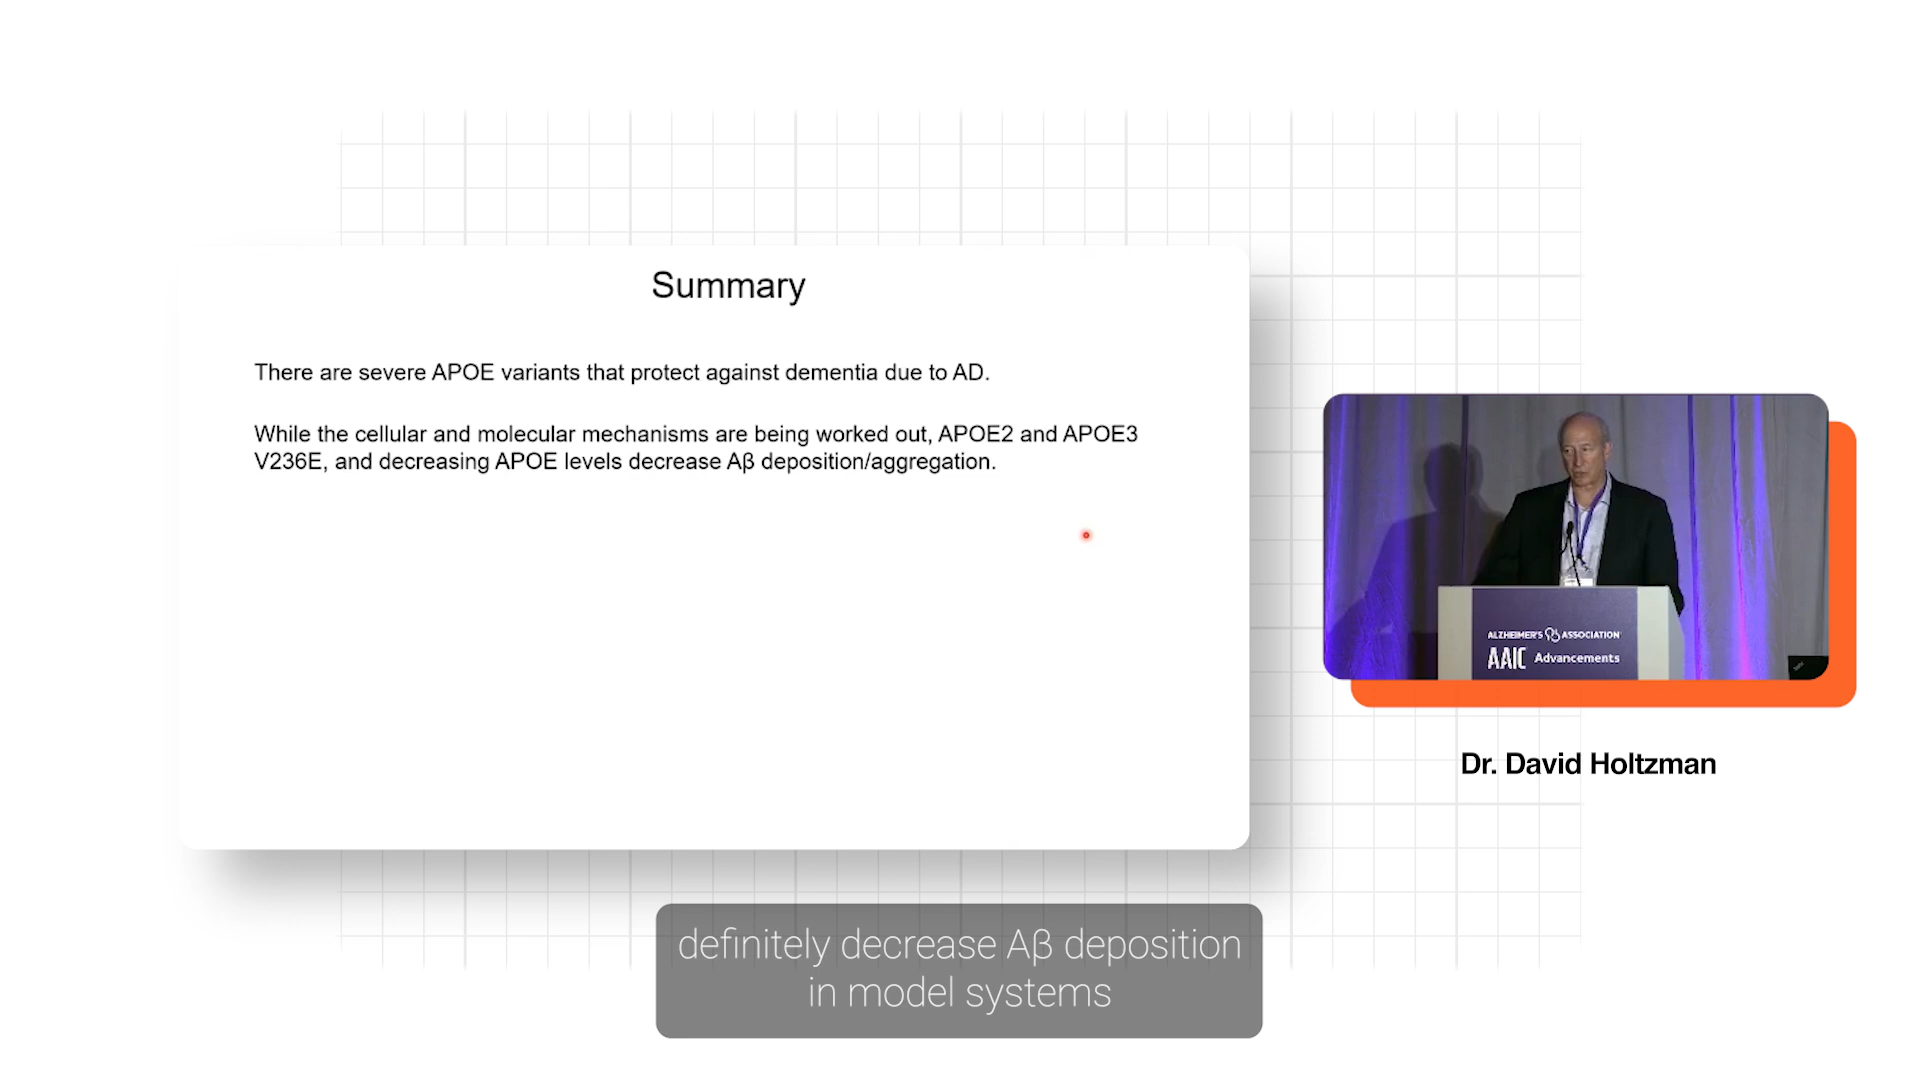 Summary
There are severe APOE variants that protect against dementia due to AD.
While the cellular and molecular mechanisms are being worked out, APOE2 and APOE3
V236E, and decreasing APOE levels decrease Aβ deposition/aggregation.
ALZHEIMER'S ASSOCIATION
AAIC Advancements
Dr. David Holtzman
definitely decrease Aβ deposition
in model systems